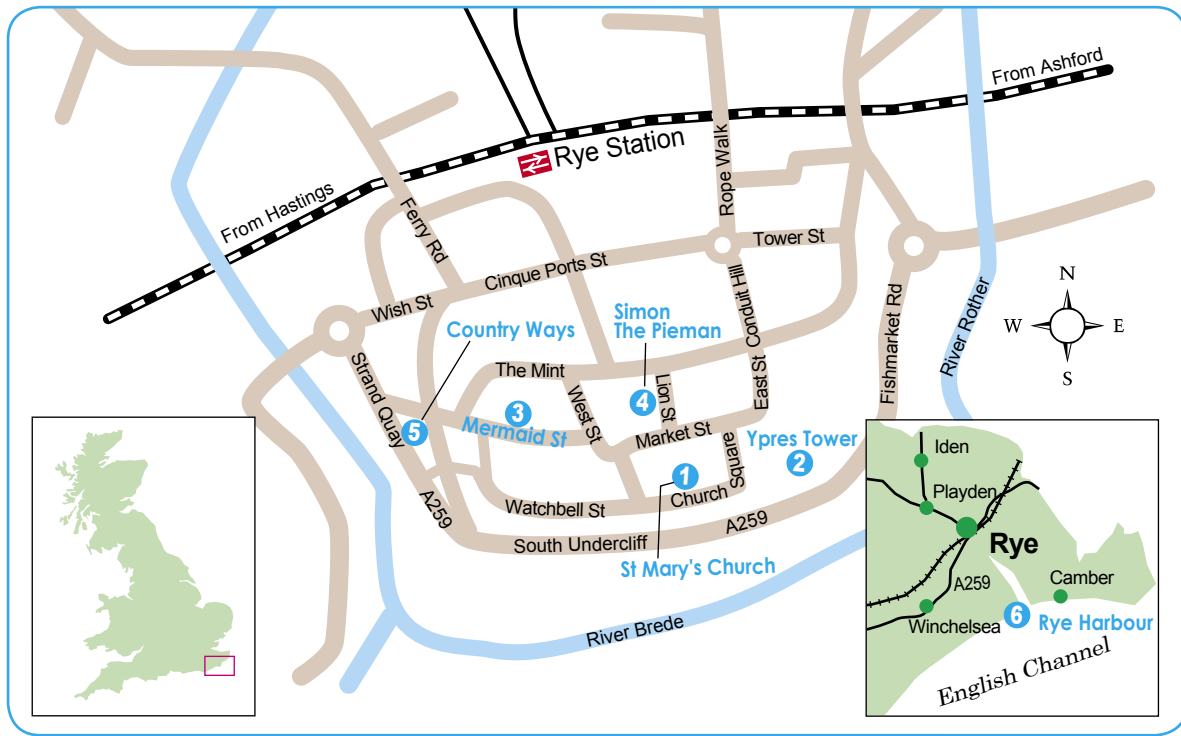 From Ashford
Rye Station
Rope Walk
From Hastings
Ferry Rd
Tower St
Cinque Ports St
Wish St
Conduit Hill
Fishmarket Rd
River Rother
N
W
E
S
Simon
The Pieman
Country Ways
Strand Quay
The Mint
Lion St
East St
4
3
5
Mermaid St
West St
Market St
Ypres Tower
2
1
Church Square
Watchbell St
A259
A259
South Undercliff
St Mary's Church
River Brede
Iden
Playden
Rye
A259
Camber
Winchelsea
6
Rye Harbour
English Channel